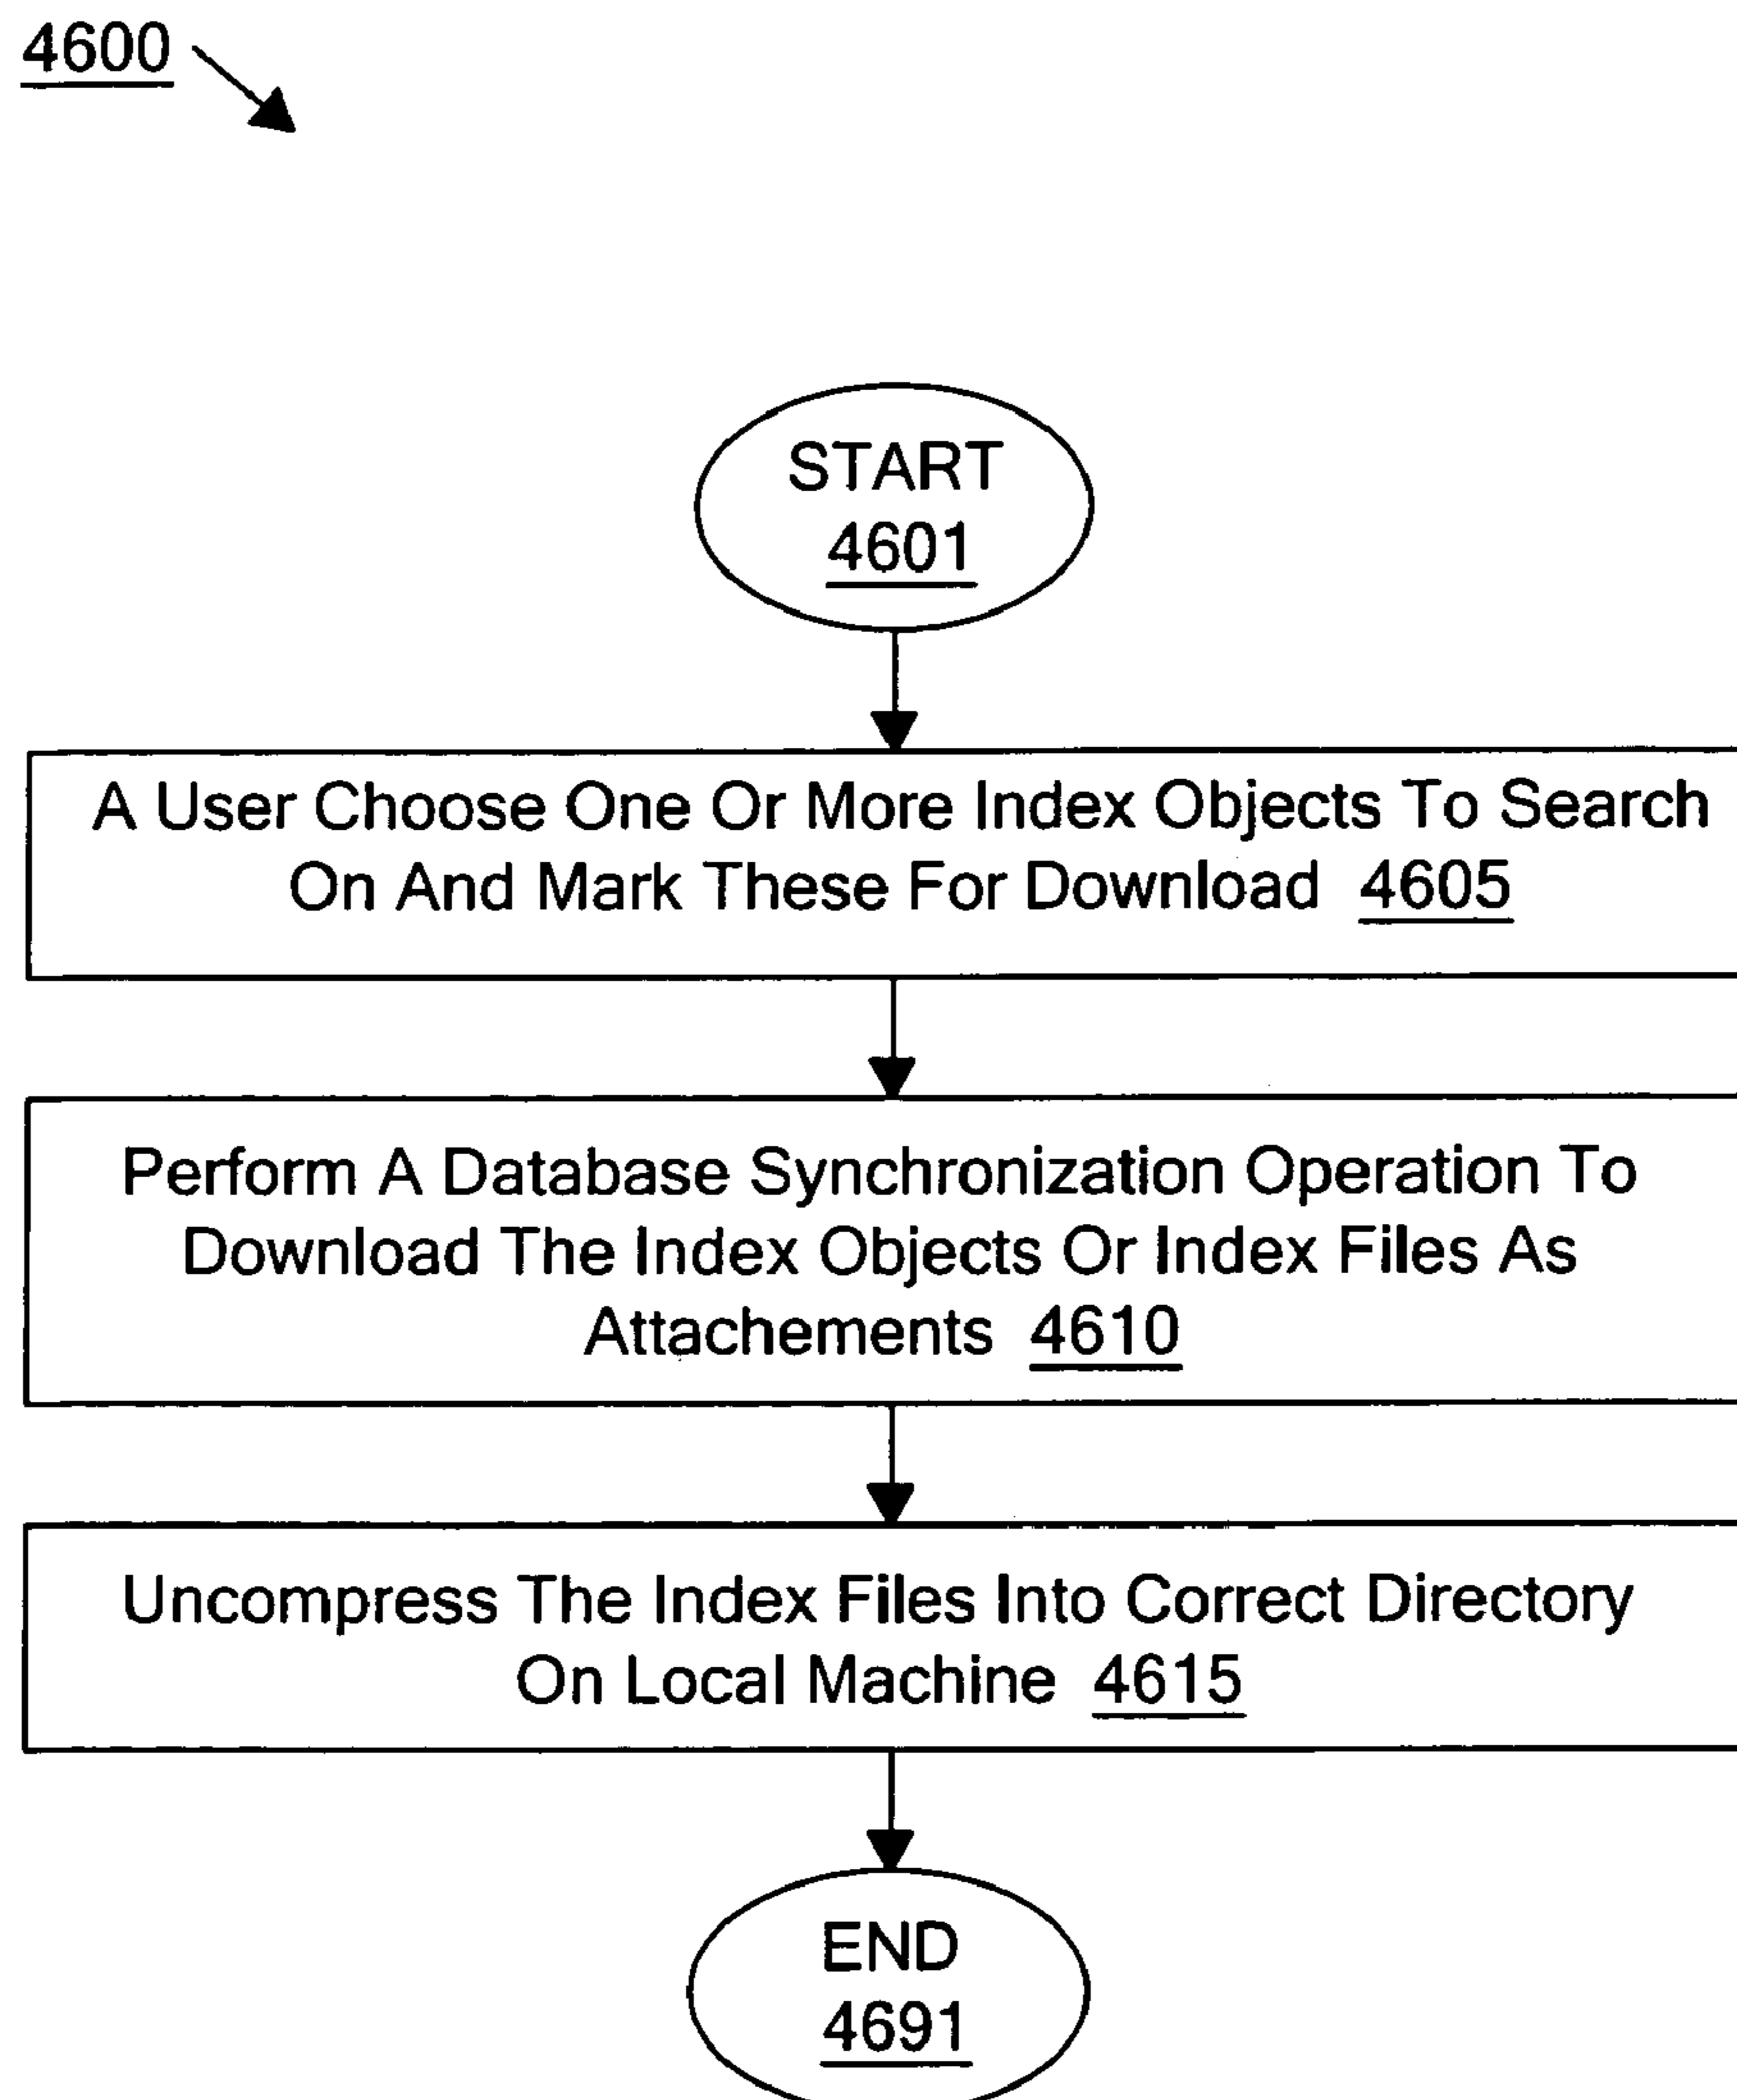 4600
START
4601
A User Choose One Or More Index Objects To Search
On And Mark These For Download 4605
Perform A Database Synchronization Operation To
Download The Index Objects Or Index Files As
Attachements 4610
Uncompress The Index Files Into Correct Directory
On Local Machine 4615
END
4691